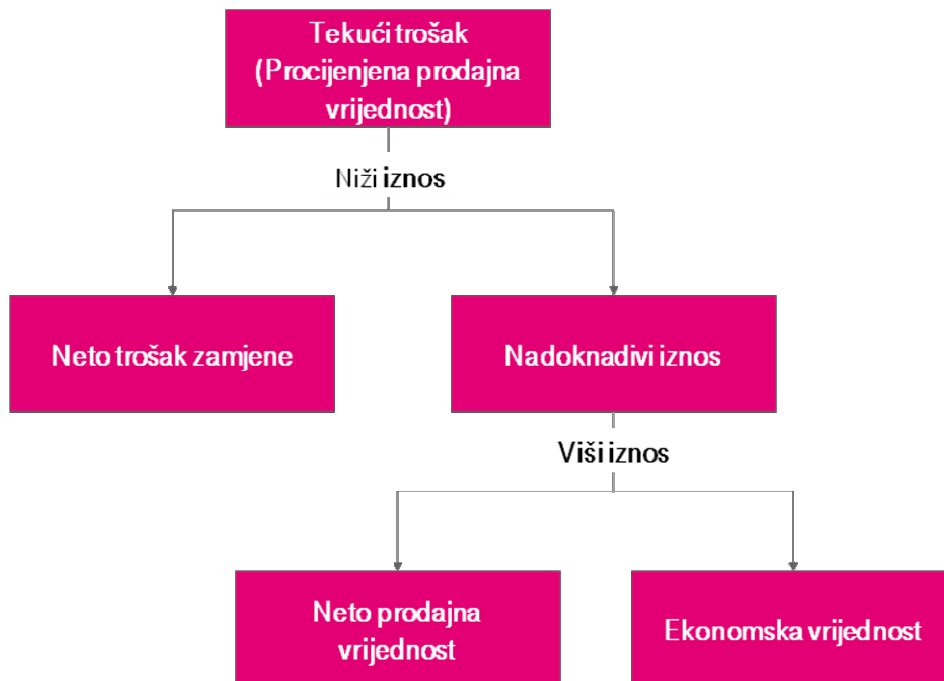 Tekući trošak
(Procijenjena prodajna
vrijednost)
Niži iznos
Neto trošak zamjene
Nadoknadivi iznos
Viši iznos
Neto prodajna
vrijednost
Ekonomska vrijednost